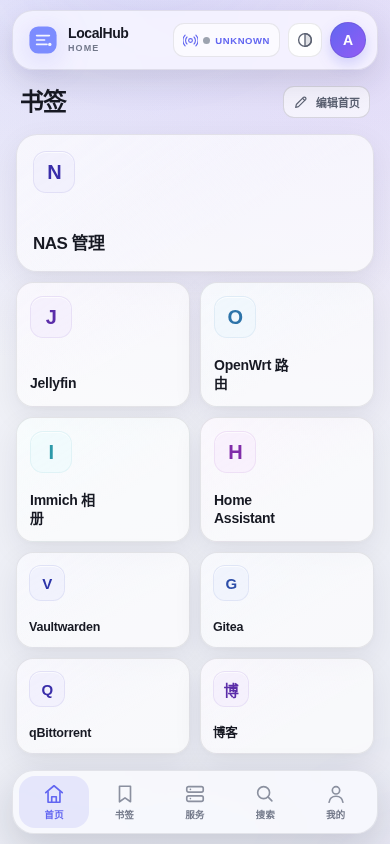 LocalHub
HOME
UNKNOWN
A
书签
编辑首页
N
NAS 管理
J
Jellyfin
O
OpenWrt 路
由
I
Immich 相
册
H
Home
Assistant
V
Vaultwarden
G
Gitea
Q
qBittorrent
博
博客
首页
书签
服务
搜索
我的